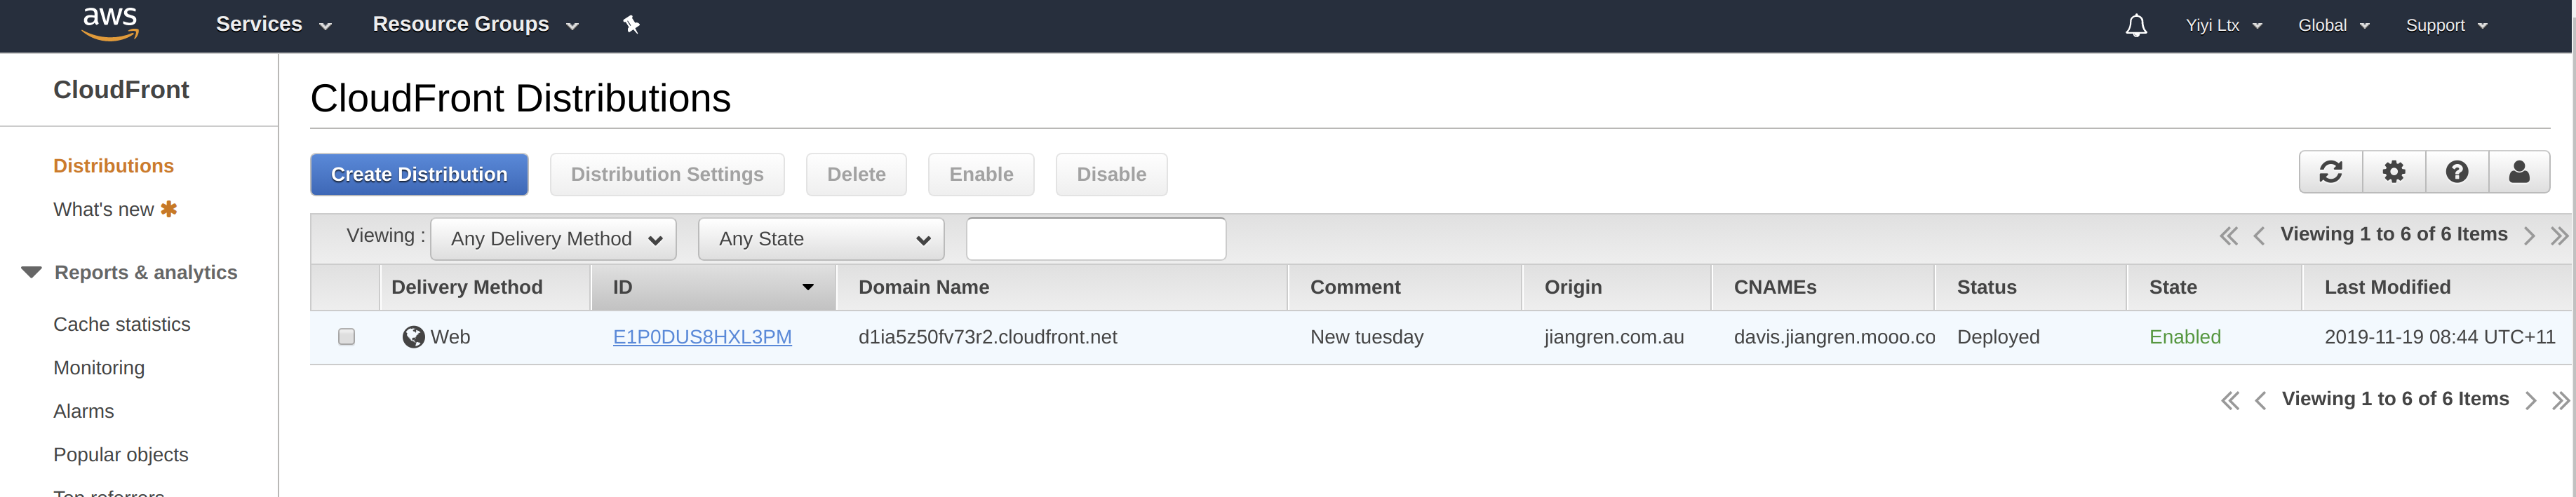 aws Services Resource Groups Yiyi Ltx Global Support
CloudFront
CloudFront Distributions
Distributions
What's new
Reports & analytics
Cache statistics
Monitoring
Alarms
Popular objects
Top referrers
Create Distribution Distribution Settings Delete Enable Disable
Viewing : Any Delivery Method Any State Viewing 1 to 6 of 6 Items
Delivery Method ID Domain Name Comment Origin CNAMEs Status State Last Modified
Web E1P0DUS8HXL3PM d1ia5z50fv73r2.cloudfront.net New tuesday jiangren.com.au davis.jiangren.mooo.co Deployed Enabled 2019-11-19 08:44 UTC+11
Viewing 1 to 6 of 6 Items